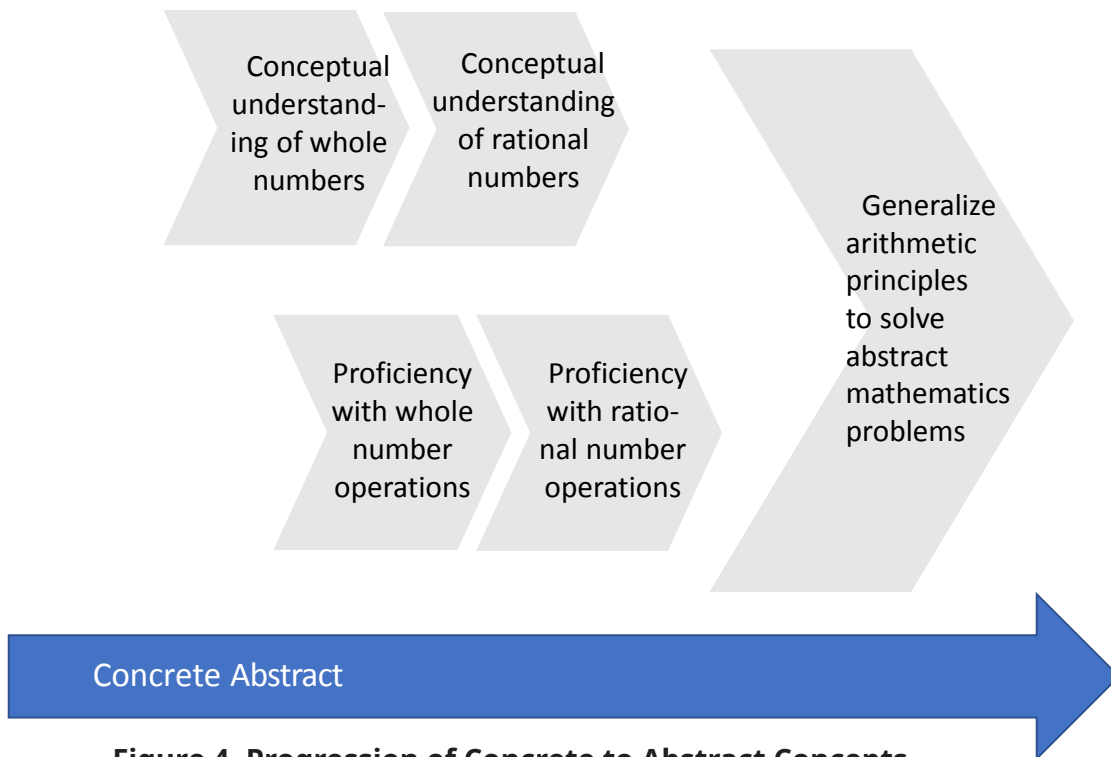 Conceptual
understand-
ing of whole
numbers
Conceptual
understanding
of rational
numbers
Proficiency
with whole
number
operations
Proficiency
with ratio-
nal number
operations
Generalize
arithmetic
principles
to solve
abstract
mathematics
problems
Concrete Abstract
Figure 4. Progression of Concrete to Abstract Concepts